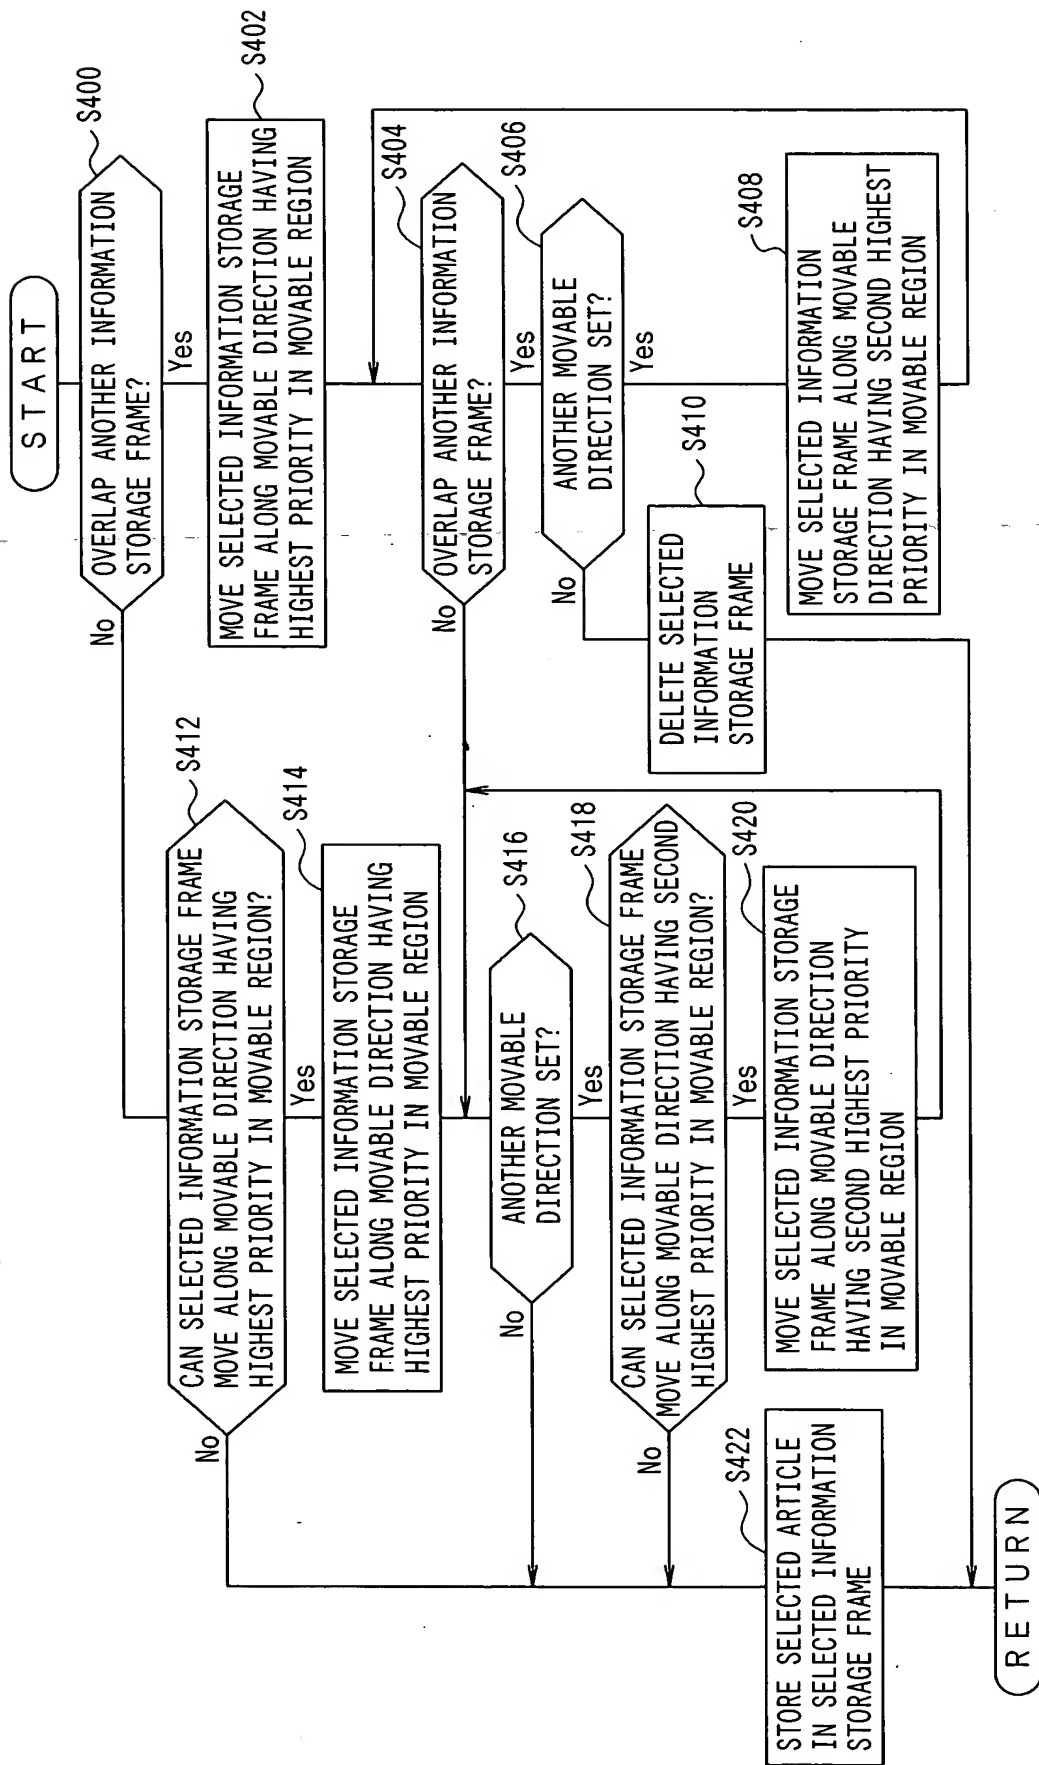 START
S400
OVERLAP ANOTHER INFORMATION
STORAGE FRAME?
No
Yes
S402
MOVE SELECTED INFORMATION STORAGE
FRAME ALONG MOVABLE DIRECTION HAVING
HIGHEST PRIORITY IN MOVABLE REGION
S404
OVERLAP ANOTHER INFORMATION
STORAGE FRAME?
No
Yes
S406
ANOTHER MOVABLE
DIRECTION SET?
No
Yes
S408
MOVE SELECTED INFORMATION
STORAGE FRAME ALONG MOVABLE
DIRECTION HAVING SECOND HIGHEST
PRIORITY IN MOVABLE REGION
S410
DELETE SELECTED
INFORMATION
STORAGE FRAME
S412
CAN SELECTED INFORMATION STORAGE FRAME
MOVE ALONG MOVABLE DIRECTION HAVING
HIGHEST PRIORITY IN MOVABLE REGION?
No
Yes
S414
MOVE SELECTED INFORMATION STORAGE
FRAME ALONG MOVABLE DIRECTION HAVING
HIGHEST PRIORITY IN MOVABLE REGION
S416
ANOTHER MOVABLE
DIRECTION SET?
No
Yes
S418
CAN SELECTED INFORMATION STORAGE FRAME
MOVE ALONG MOVABLE DIRECTION HAVING SECOND
HIGHEST PRIORITY IN MOVABLE REGION?
No
Yes
S420
MOVE SELECTED INFORMATION STORAGE
FRAME ALONG MOVABLE DIRECTION
HAVING SECOND HIGHEST PRIORITY
IN MOVABLE REGION
S422
STORE SELECTED ARTICLE
IN SELECTED INFORMATION
STORAGE FRAME
RETURN